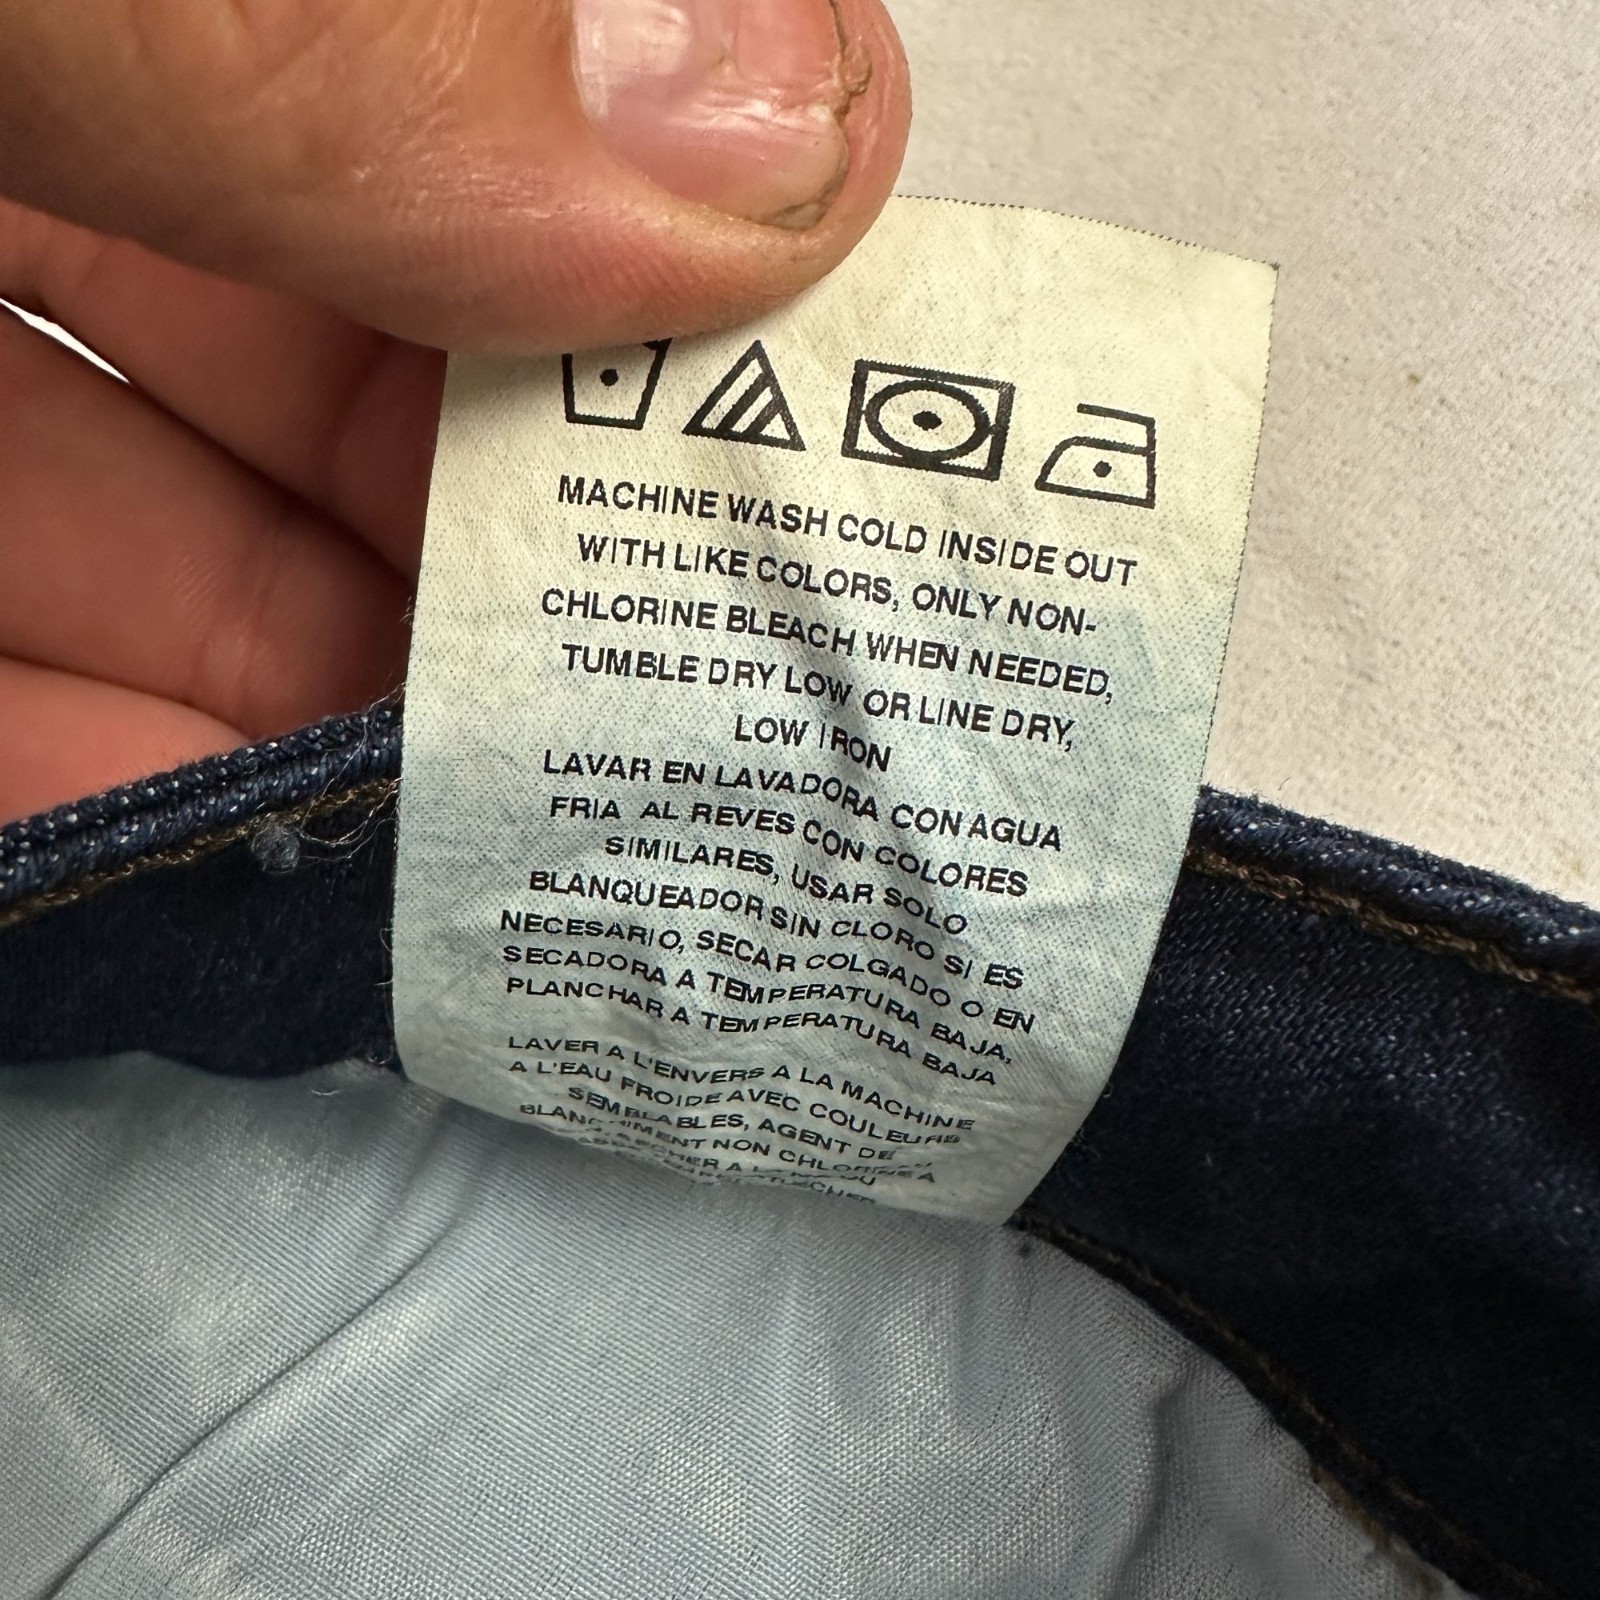 MACHINE WASH COLD INSIDE OUT
WITH LIKE COLORS, ONLY NON-
CHLORINE BLEACH WHEN NEEDED,
TUMBLE DRY LOW OR LINE DRY,
LOW IRON
LAVAR EN LAVADORA CON AGUA
FRIA AL REVES CON COLORES
SIMILARES, USAR SOLO
BLANQUEADOR SIN CLORO SI ES
NECESARIO, SECAR COLGADO O EN
SECADORA A TEMPERATURA BAJA,
PLANCHAR A TEMPERATURA BAJA
LAVER A L'ENVERS A LA MACHINE
A L'EAU FROIDE AVEC COULEURS
SEMBLABLES, AGENT DE
BLANCHIMENT NON CHLORINE A